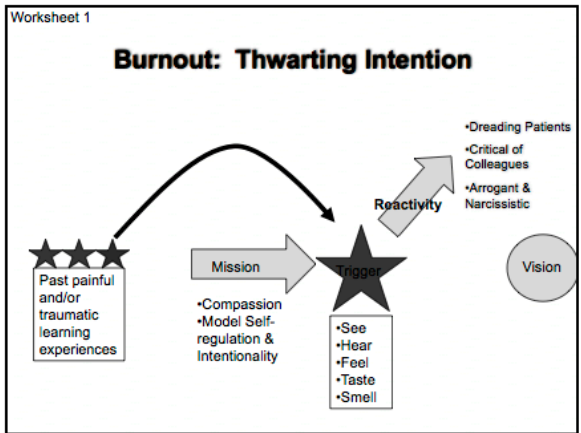 Worksheet 1
Burnout: Thwarting Intention
•Dreading Patients
•Critical of
Colleagues
•Arrogant &
Narcissistic
Reactivity
Mission
Trigger
Vision
Past painful
and/or
traumatic
learning
experiences
•Compassion
•Model Self-
regulation &
Intentionality
•See
•Hear
•Feel
•Taste
•Smell